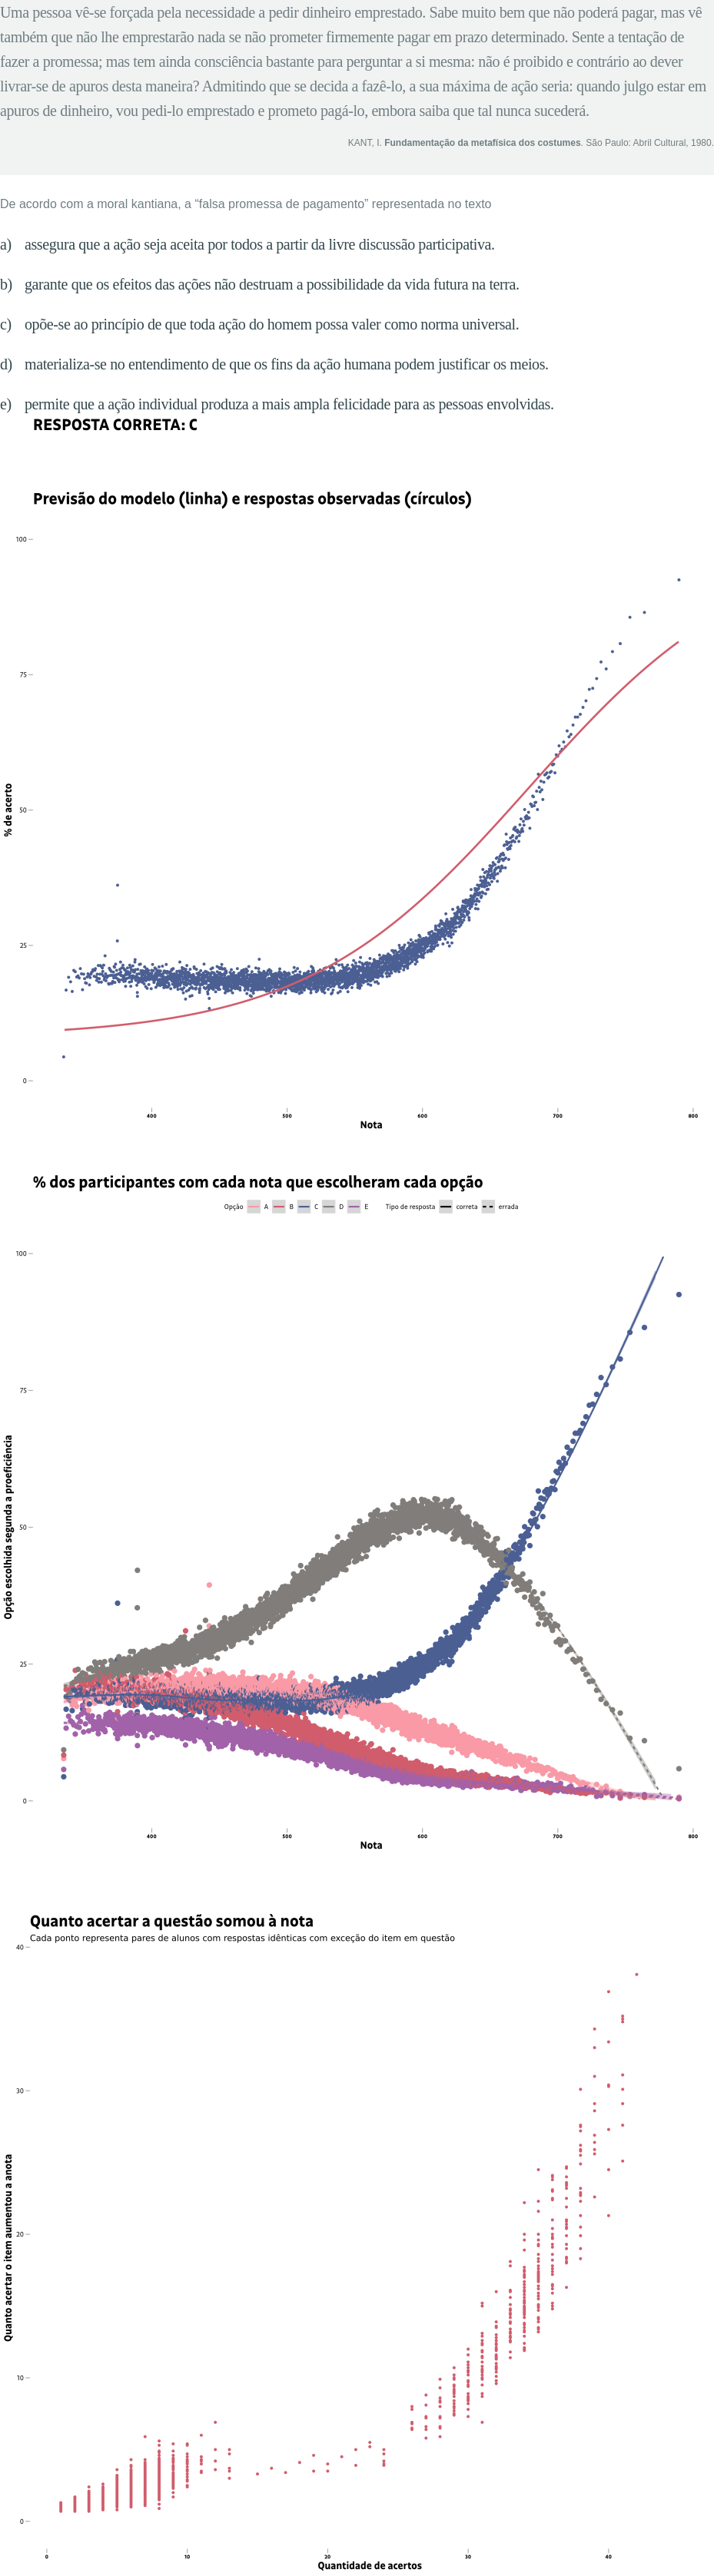 Uma pessoa vê-se forçada pela necessidade a pedir dinheiro emprestado. Sabe muito bem que não poderá pagar, mas vê
também que não lhe emprestarão nada se não prometer firmemente pagar em prazo determinado. Sente a tentação de
fazer a promessa; mas tem ainda consciência bastante para perguntar a si mesma: não é proibido e contrário ao dever
livrar-se de apuros desta maneira? Admitindo que se decida a fazê-lo, a sua máxima de ação seria: quando julgo estar em
apuros de dinheiro, vou pedi-lo emprestado e prometo pagá-lo, embora saiba que tal nunca sucederá.
KANT, I. Fundamentação da metafísica dos costumes. São Paulo: Abril Cultural, 1980.
De acordo com a moral kantiana, a “falsa promessa de pagamento” representada no texto
a) assegura que a ação seja aceita por todos a partir da livre discussão participativa.
b) garante que os efeitos das ações não destruam a possibilidade da vida futura na terra.
c) opõe-se ao princípio de que toda ação do homem possa valer como norma universal.
d) materializa-se no entendimento de que os fins da ação humana podem justificar os meios.
e) permite que a ação individual produza a mais ampla felicidade para as pessoas envolvidas.
RESPOSTA CORRETA: C
Previsão do modelo (linha) e respostas observadas (círculos)
100
75
50
25
0
% de acerto
400 500 600 700 800
Nota
% dos participantes com cada nota que escolheram cada opção
Opção A B C D E Tipo de resposta correta errada
100
75
50
25
0
Opção escolhida segunda a proeficiência
400 500 600 700 800
Nota
Quanto acertar a questão somou à nota
Cada ponto representa pares de alunos com respostas idênticas com exceção do item em questão
40
30
20
10
0
Quanto acertar o item aumentou a anota
0 10 20 30 40
Quantidade de acertos